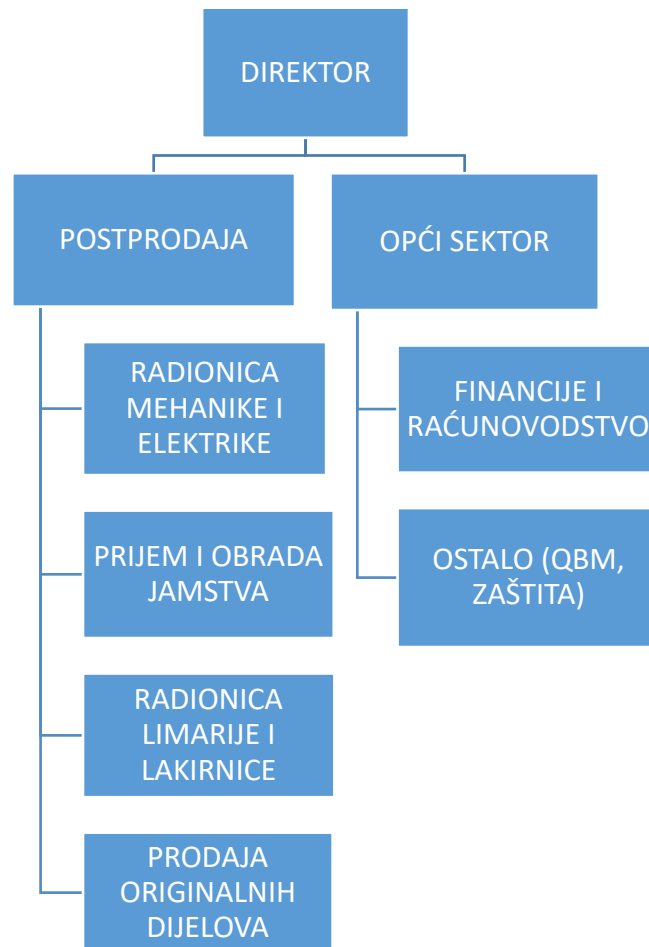 DIREKTOR
POSTPRODAJA
OPĆI SEKTOR
RADIONICA
MEHANIKE I
ELEKTRIKE
PRIJEM I OBRADA
JAMSTVA
RADIONICA
LIMARIJE I
LAKIRNICE
PRODAJA
ORIGINALNIH
DIJELOVA
FINANCIJE I
RAĆUNOVODSTVO
OSTALO (QBM,
ZAŠTITA)